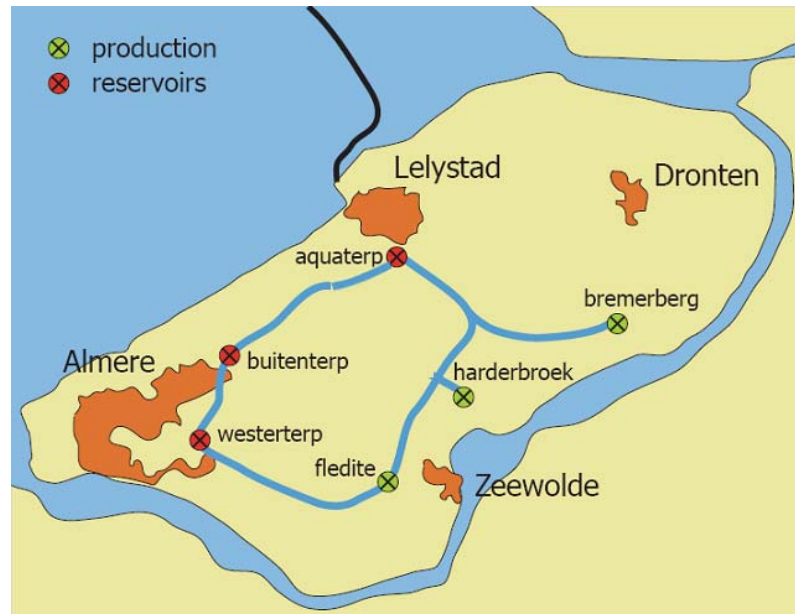 production
reservoirs
Lelystad
Dronten
aquaterp
bremerberg
Almere
buitenterp
harderbroek
westerterp
fledite
Zeewolde